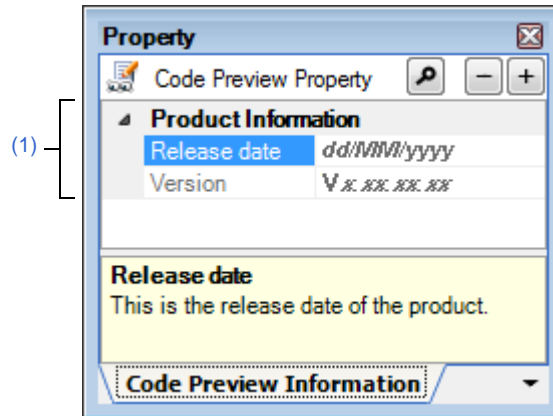 Property
Code Preview Property
(1)
Product Information
Release date dd/MM/yyyy
Version Vx.xx.xx.xx
Release date
This is the release date of the product.
Code Preview Information